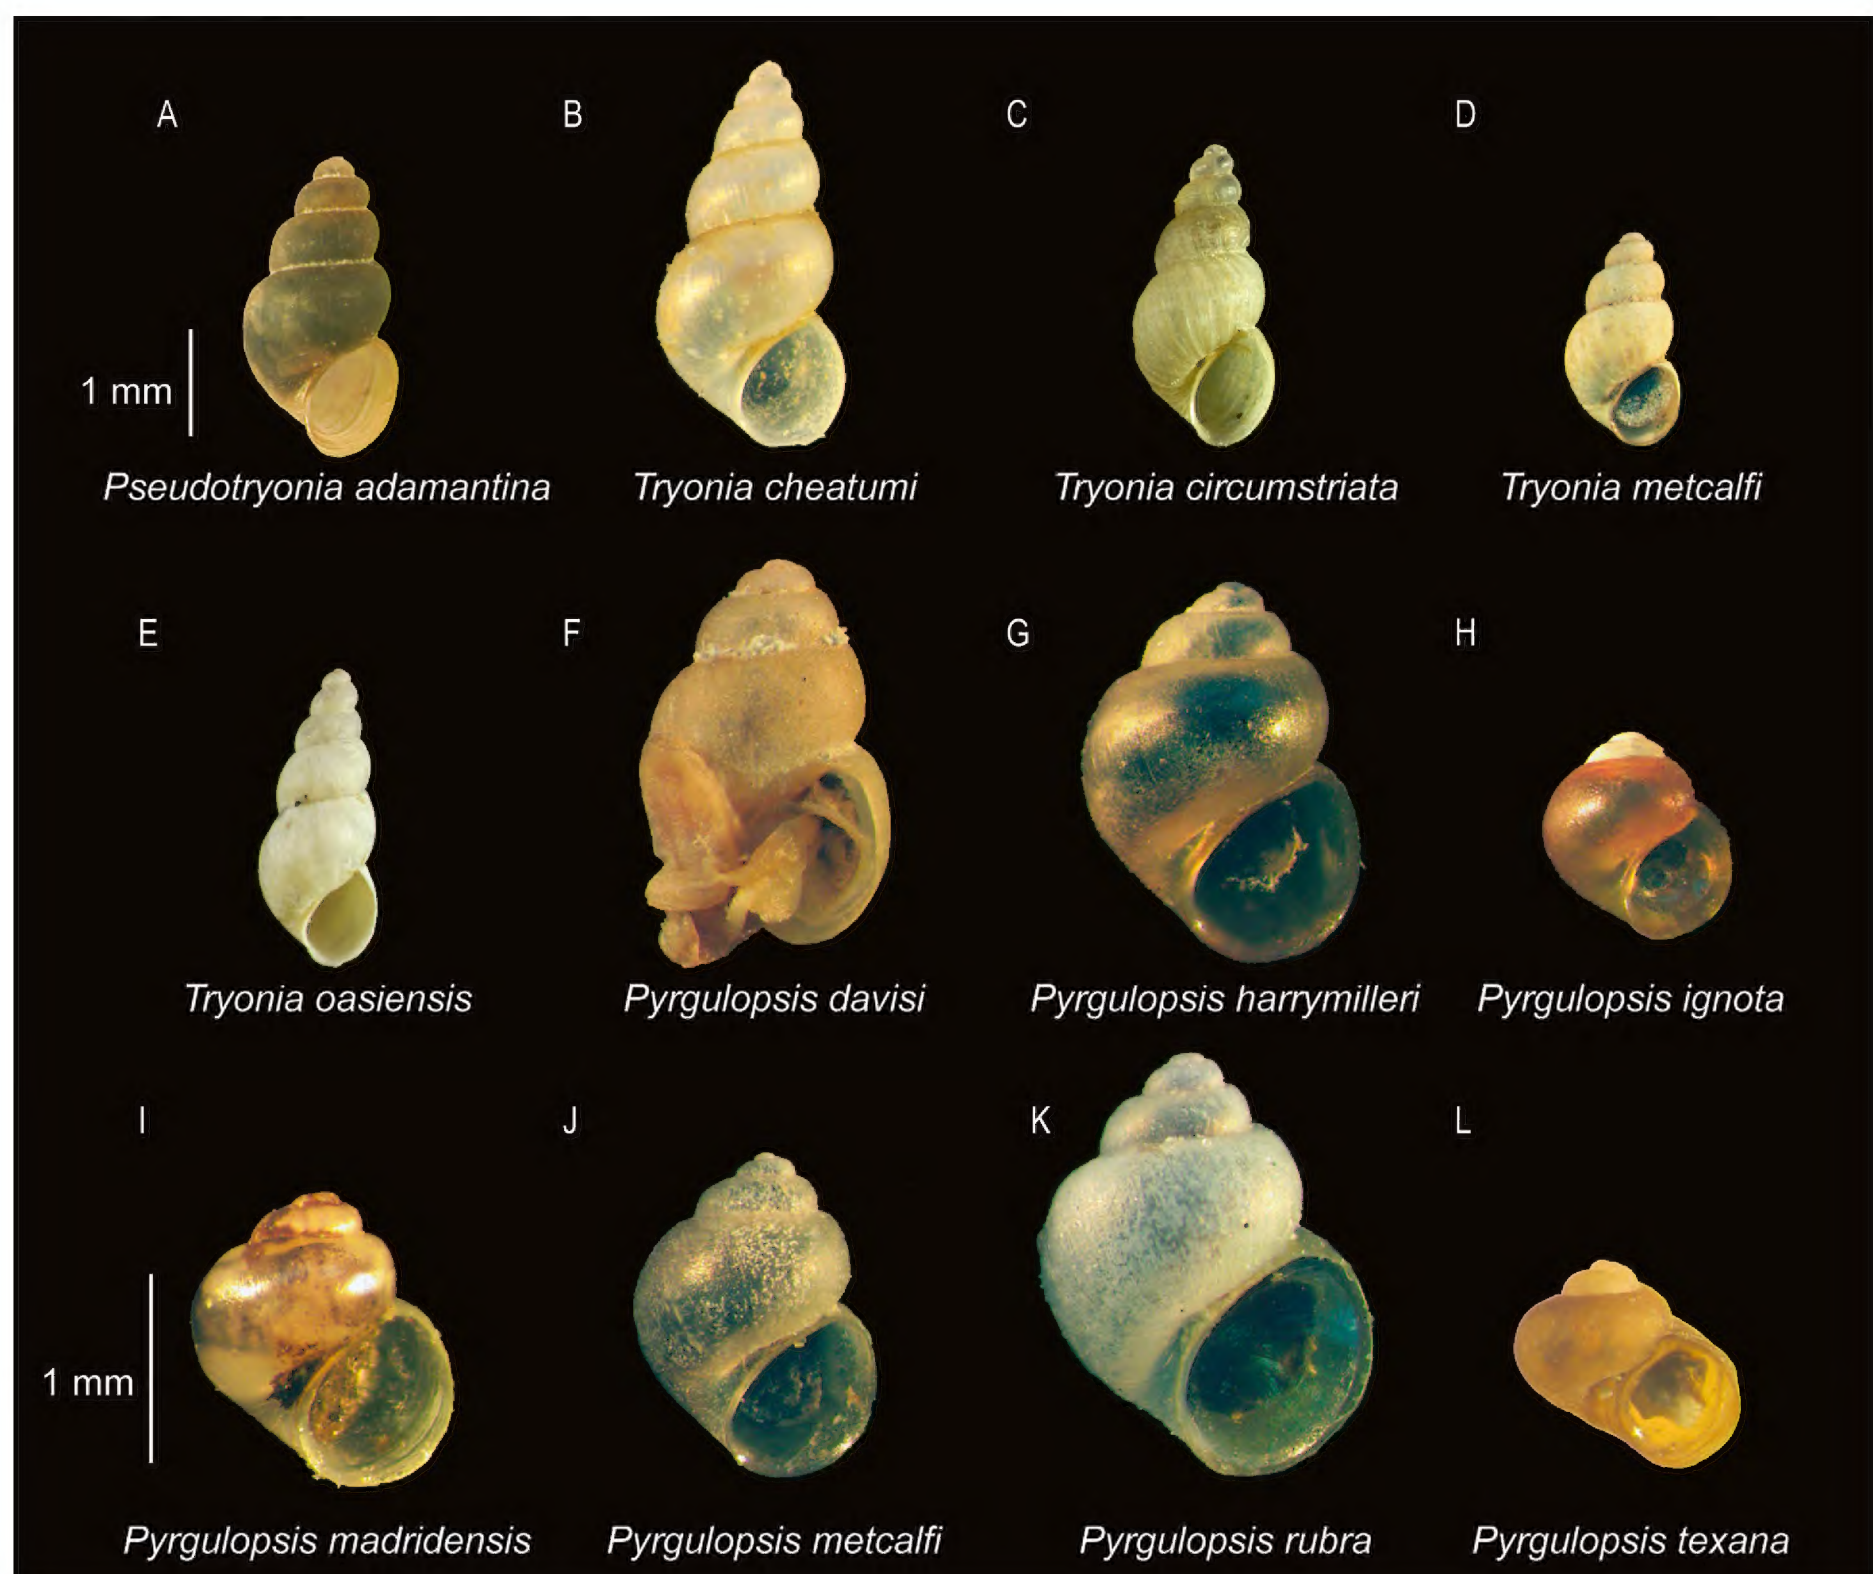 A B C D
1 mm
Pseudotryonia adamantina Tryonia cheatumi Tryonia circumstriata Tryonia metcalfi
E F G H
Tryonia oasiensis Pyrgulopsis davisi Pyrgulopsis harrymilleri Pyrgulopsis ignota
I J K L
1 mm
Pyrgulopsis madridensis Pyrgulopsis metcalfi Pyrgulopsis rubra Pyrgulopsis texana